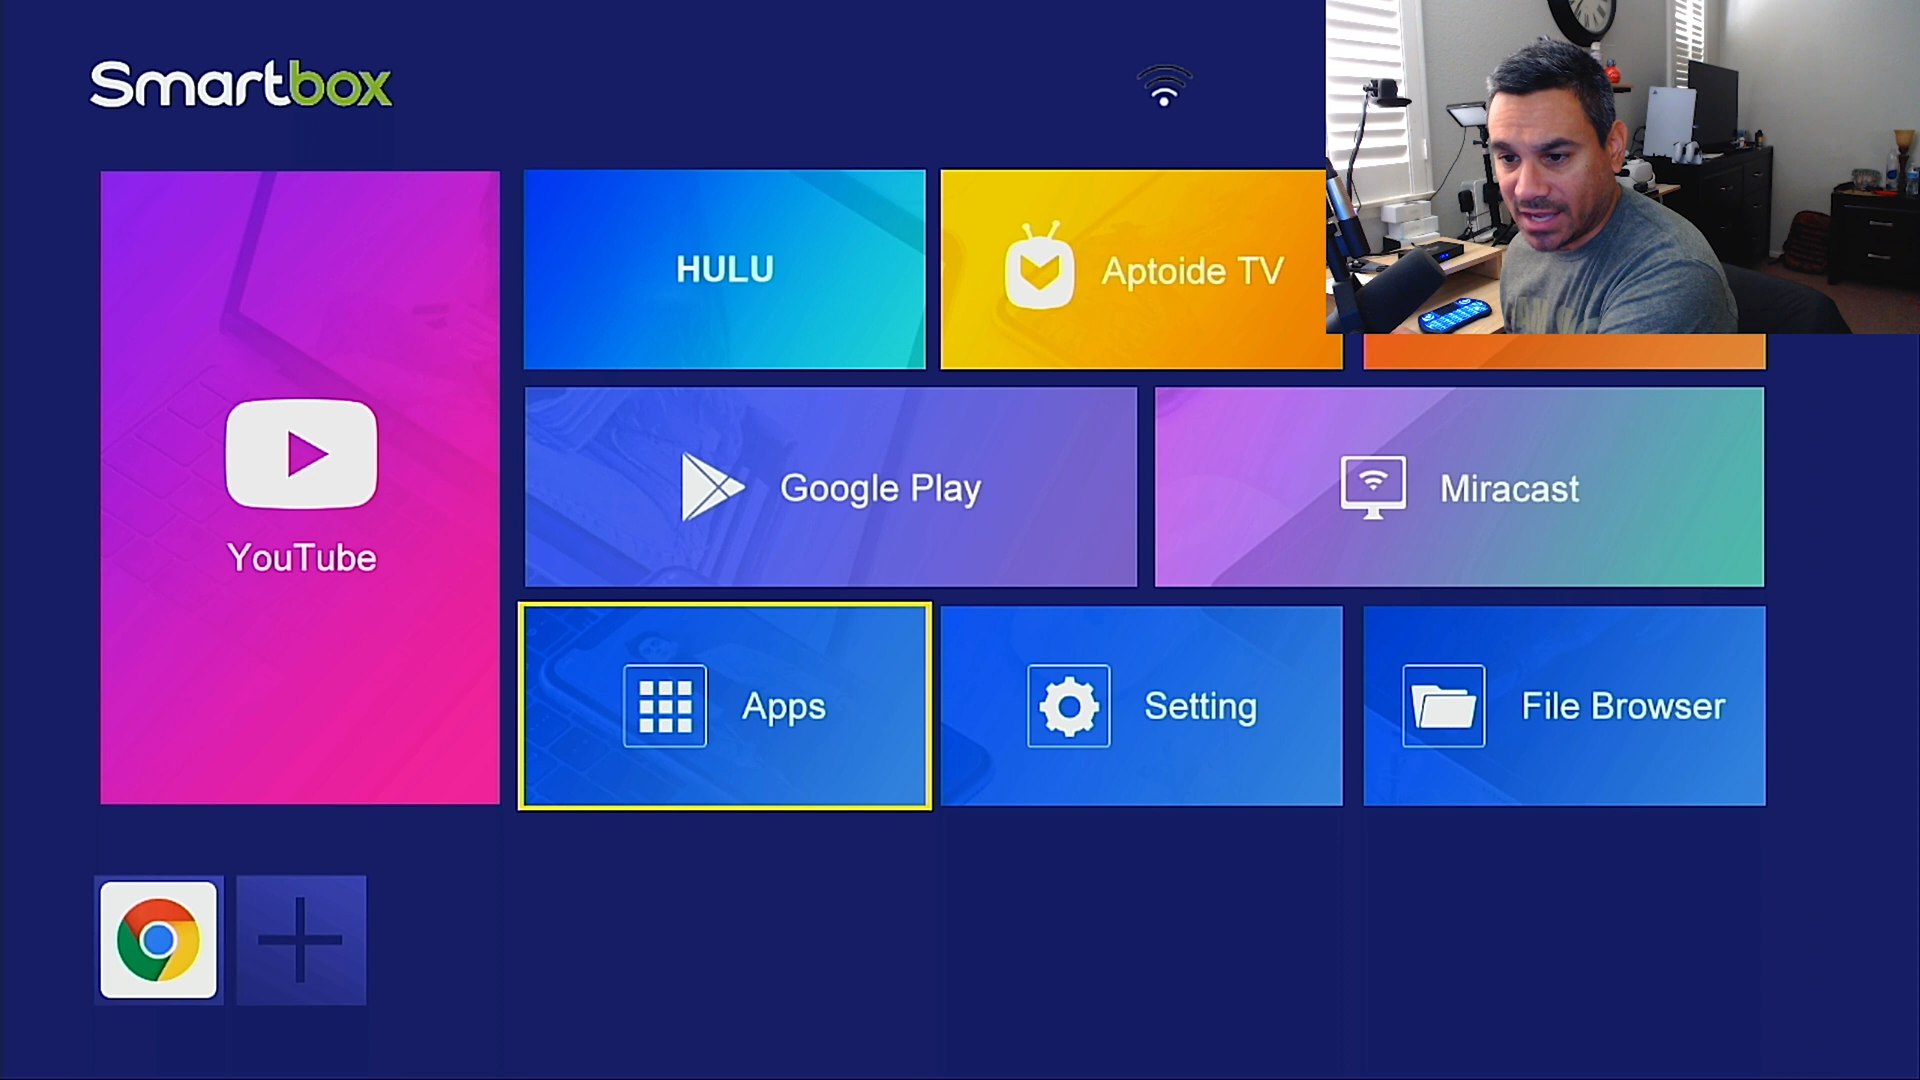 Smartbox
HULU
Aptoide TV
YouTube
Google Play
Miracast
Apps
Setting
File Browser